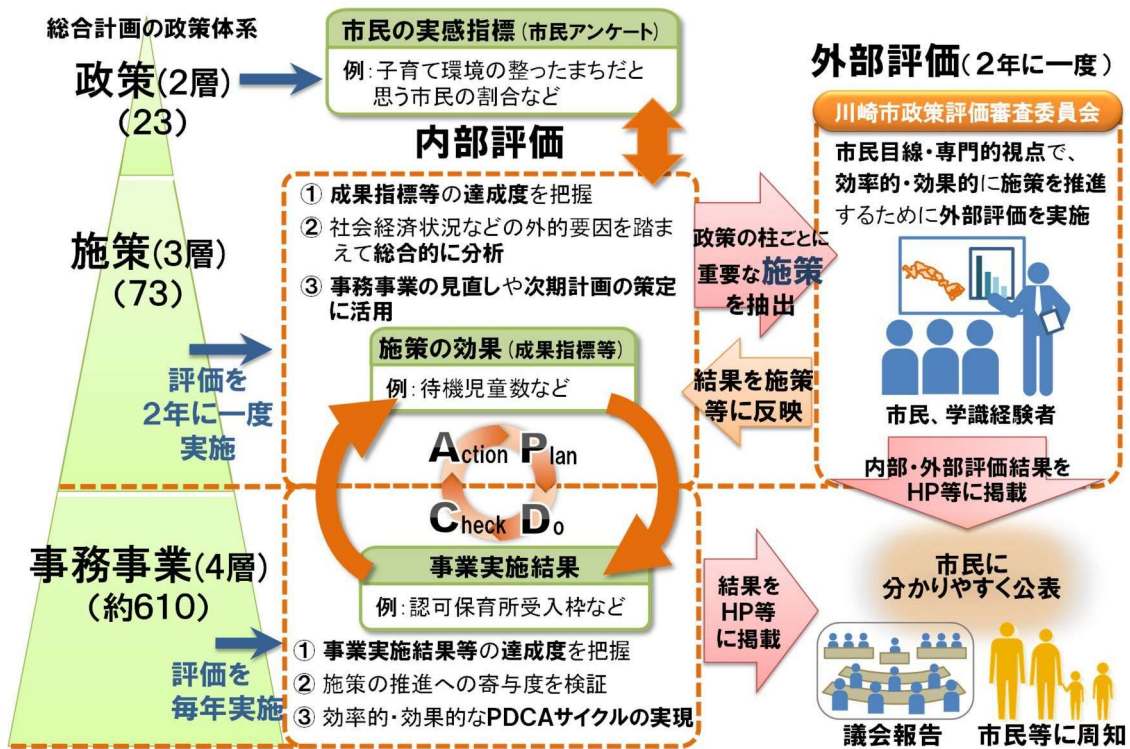 総合計画の政策体系
政策(2層)
(23)
施策(3層)
(73)
評価を
2年に一度
実施
事務事業(4層)
(約610)
評価を
毎年実施
市民の実感指標(市民アンケート)
例:子育て環境の整ったまちだと
思う市民の割合など
内部評価
① 成果指標等の達成度を把握
② 社会経済状況などの外的要因を踏ま
えて総合的に分析
③ 事務事業の見直しや次期計画の策定
に活用
施策の効果(成果指標等)
例:待機児童数など
Action Plan
Check Do
事業実施結果
例:認可保育所受入枠など
① 事業実施結果等の達成度を把握
② 施策の推進への寄与度を検証
③ 効率的・効果的なPDCAサイクルの実現
政策の柱ごとに
重要な施策
を抽出
結果を施策
等に反映
結果を
HP等
に掲載
外部評価(2年に一度)
川崎市政策評価審査委員会
市民目線・専門的視点で、
効率的・効果的に施策を推進
するために外部評価を実施
市民、学識経験者
内部・外部評価結果を
HP等に掲載
市民に
分かりやすく公表
議会報告
市民等に周知